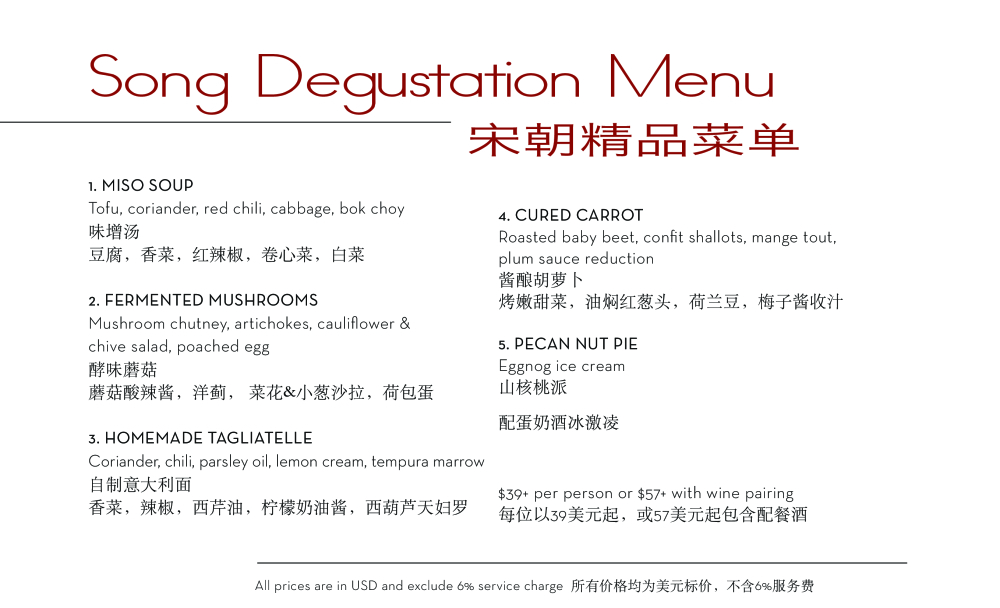 Song Degustation Menu
宋朝精品菜单
1. MISO SOUP
Tofu, coriander, red chili, cabbage, bok choy
味增汤
豆腐，香菜，红辣椒，卷心菜，白菜
2. FERMENTED MUSHROOMS
Mushroom chutney, artichokes, cauliflower &
chive salad, poached egg
酵味蘑菇
蘑菇酸辣酱，洋蓟， 菜花&小葱沙拉，荷包蛋
3. HOMEMADE TAGLIATELLE
Coriander, chili, parsley oil, lemon cream, tempura marrow
自制意大利面
香菜，辣椒，西芹油，柠檬奶油酱，西葫芦天妇罗
4. CURED CARROT
Roasted baby beet, confit shallots, mange tout,
plum sauce reduction
酱酿胡萝卜
烤嫩甜菜，油焖红葱头，荷兰豆，梅子酱收汁
5. PECAN NUT PIE
Eggnog ice cream
山核桃派
配蛋奶酒冰激凌
$39+ per person or $57+ with wine pairing
每位以39美元起，或57美元起包含配餐酒
All prices are in USD and exclude 6% service charge 所有价格均为美元标价，不含6%服务费